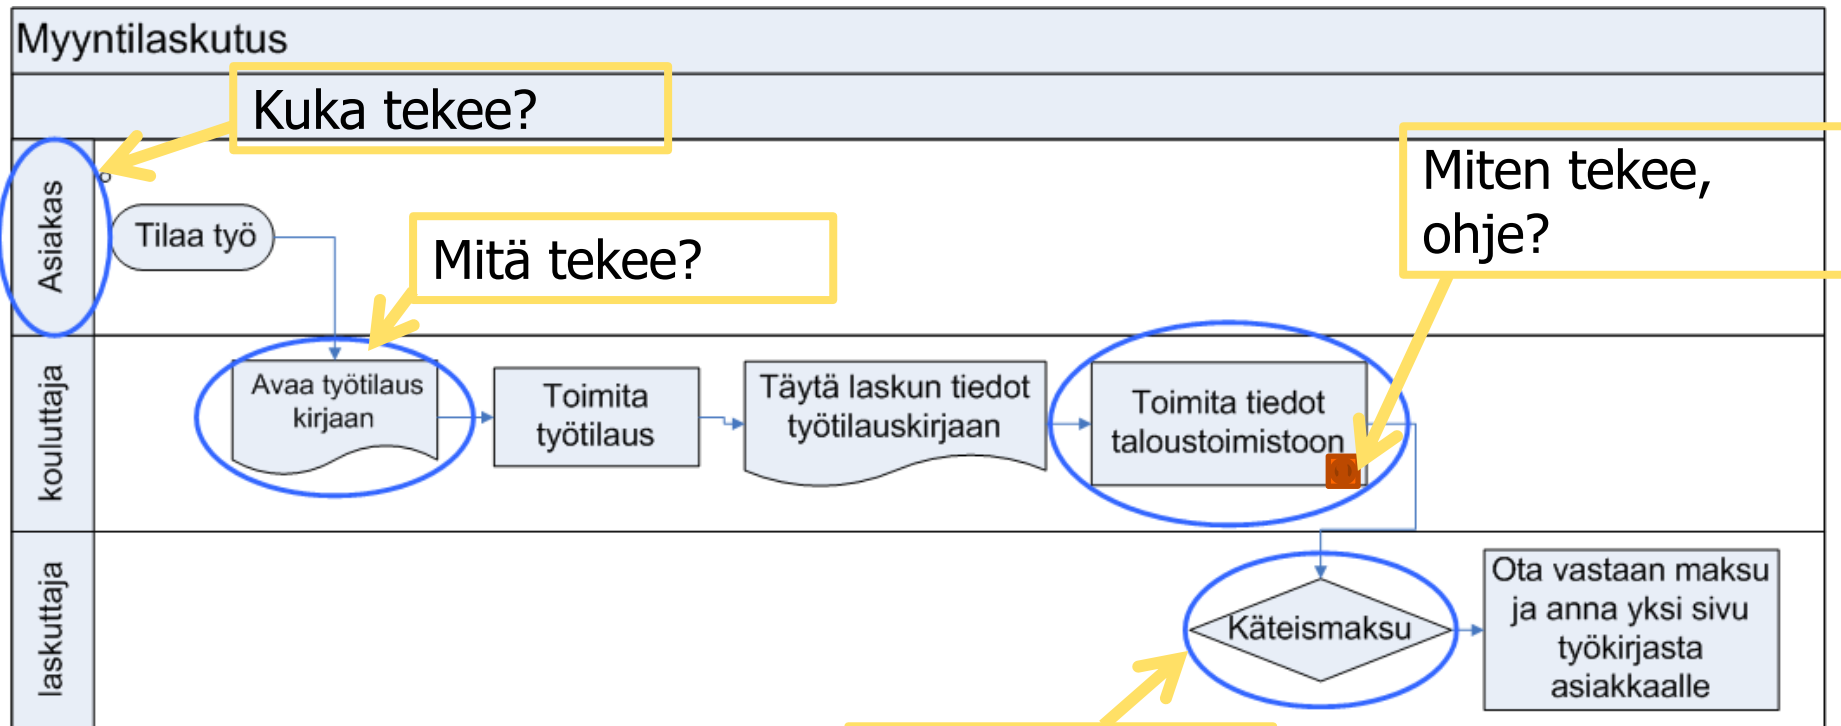 Myyntilaskutus
Kuka tekee?
Miten tekee,
ohje?
Asiakas
Tilaa työ
Mitä tekee?
kouluttaja
Avaa työtilaus
kirjaan
Toimita
työtilaus
Täytä laskun tiedot
työtilauskirjaan
Toimita tiedot
taloustoimistoon
laskuttaja
Käteismaksu
Ota vastaan maksu
ja anna yksi sivu
työkirjasta
asiakkaalle